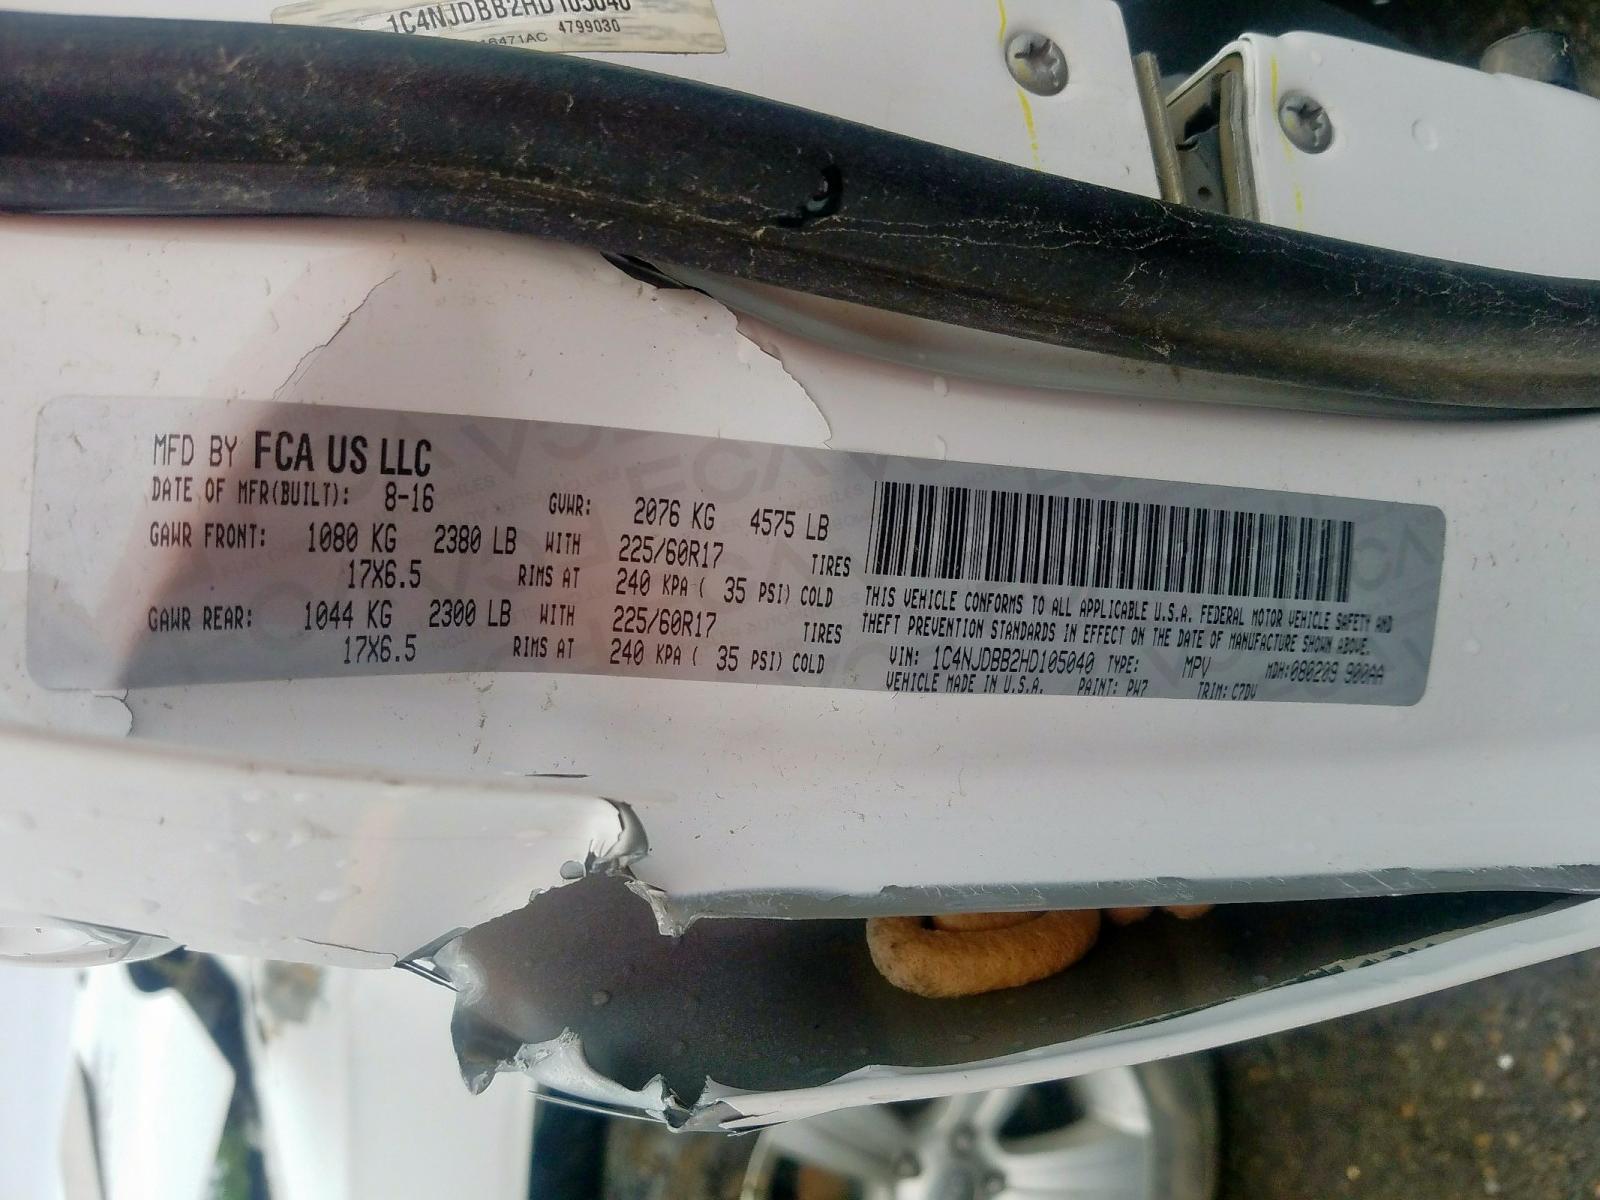 1C4NJDBB2HD105040
16471AC 4799030
MFD BY FCA US LLC
DATE OF MFR(BUILT): 8-16 GVWR: 2076 KG 4575 LB
GAWR FRONT: 1080 KG 2380 LB WITH 225/60R17 TIRES
17X6.5 RIMS AT 240 KPA ( 35 PSI) COLD
GAWR REAR: 1044 KG 2300 LB WITH 225/60R17 TIRES
17X6.5 RIMS AT 240 KPA ( 35 PSI) COLD
THIS VEHICLE CONFORMS TO ALL APPLICABLE U.S.A. FEDERAL MOTOR VEHICLE SAFETY AND
THEFT PREVENTION STANDARDS IN EFFECT ON THE DATE OF MANUFACTURE SHOWN ABOVE.
VIN: 1C4NJDBB2HD105040 TYPE: MPV MDH:080209 900AA
VEHICLE MADE IN U.S.A. PAINT: PW7 TRIM: C7DV